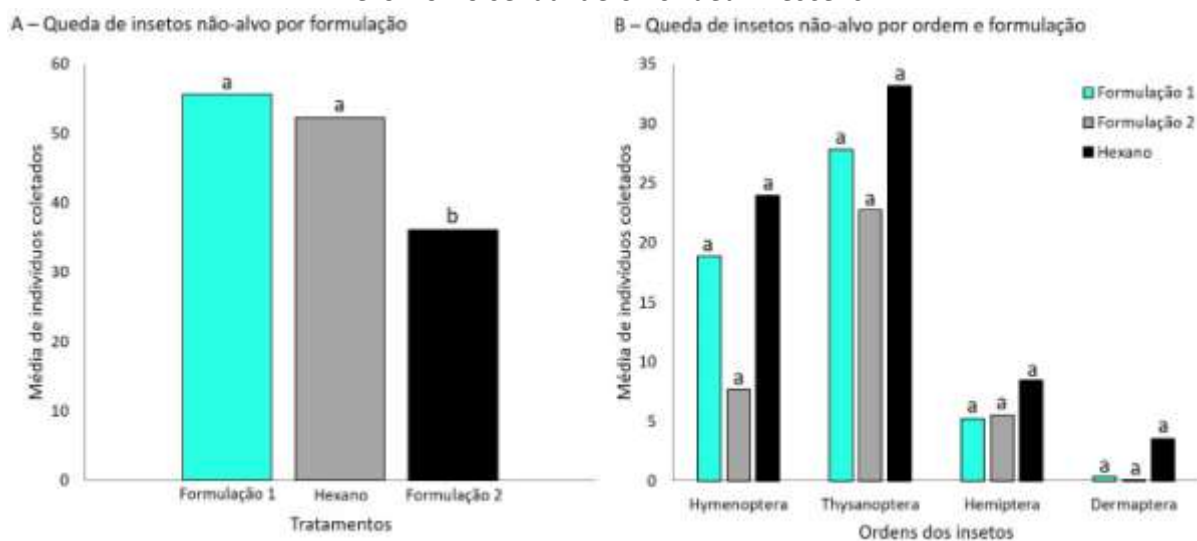 A – Queda de insetos não-alvo por formulação
Média de indivíduos coletados
60
50
40
30
20
10
0
a
a
b
Formulação 1 Hexano Formulação 2
Tratamentos
B – Queda de insetos não-alvo por ordem e formulação
Média de indivíduos coletados
35
30
25
20
15
10
5
0
Formulação 1
Formulação 2
Hexano
a a a
a a a
a a a
a a a
Hymenoptera Thysanoptera Hemiptera Dermaptera
Ordens dos insetos